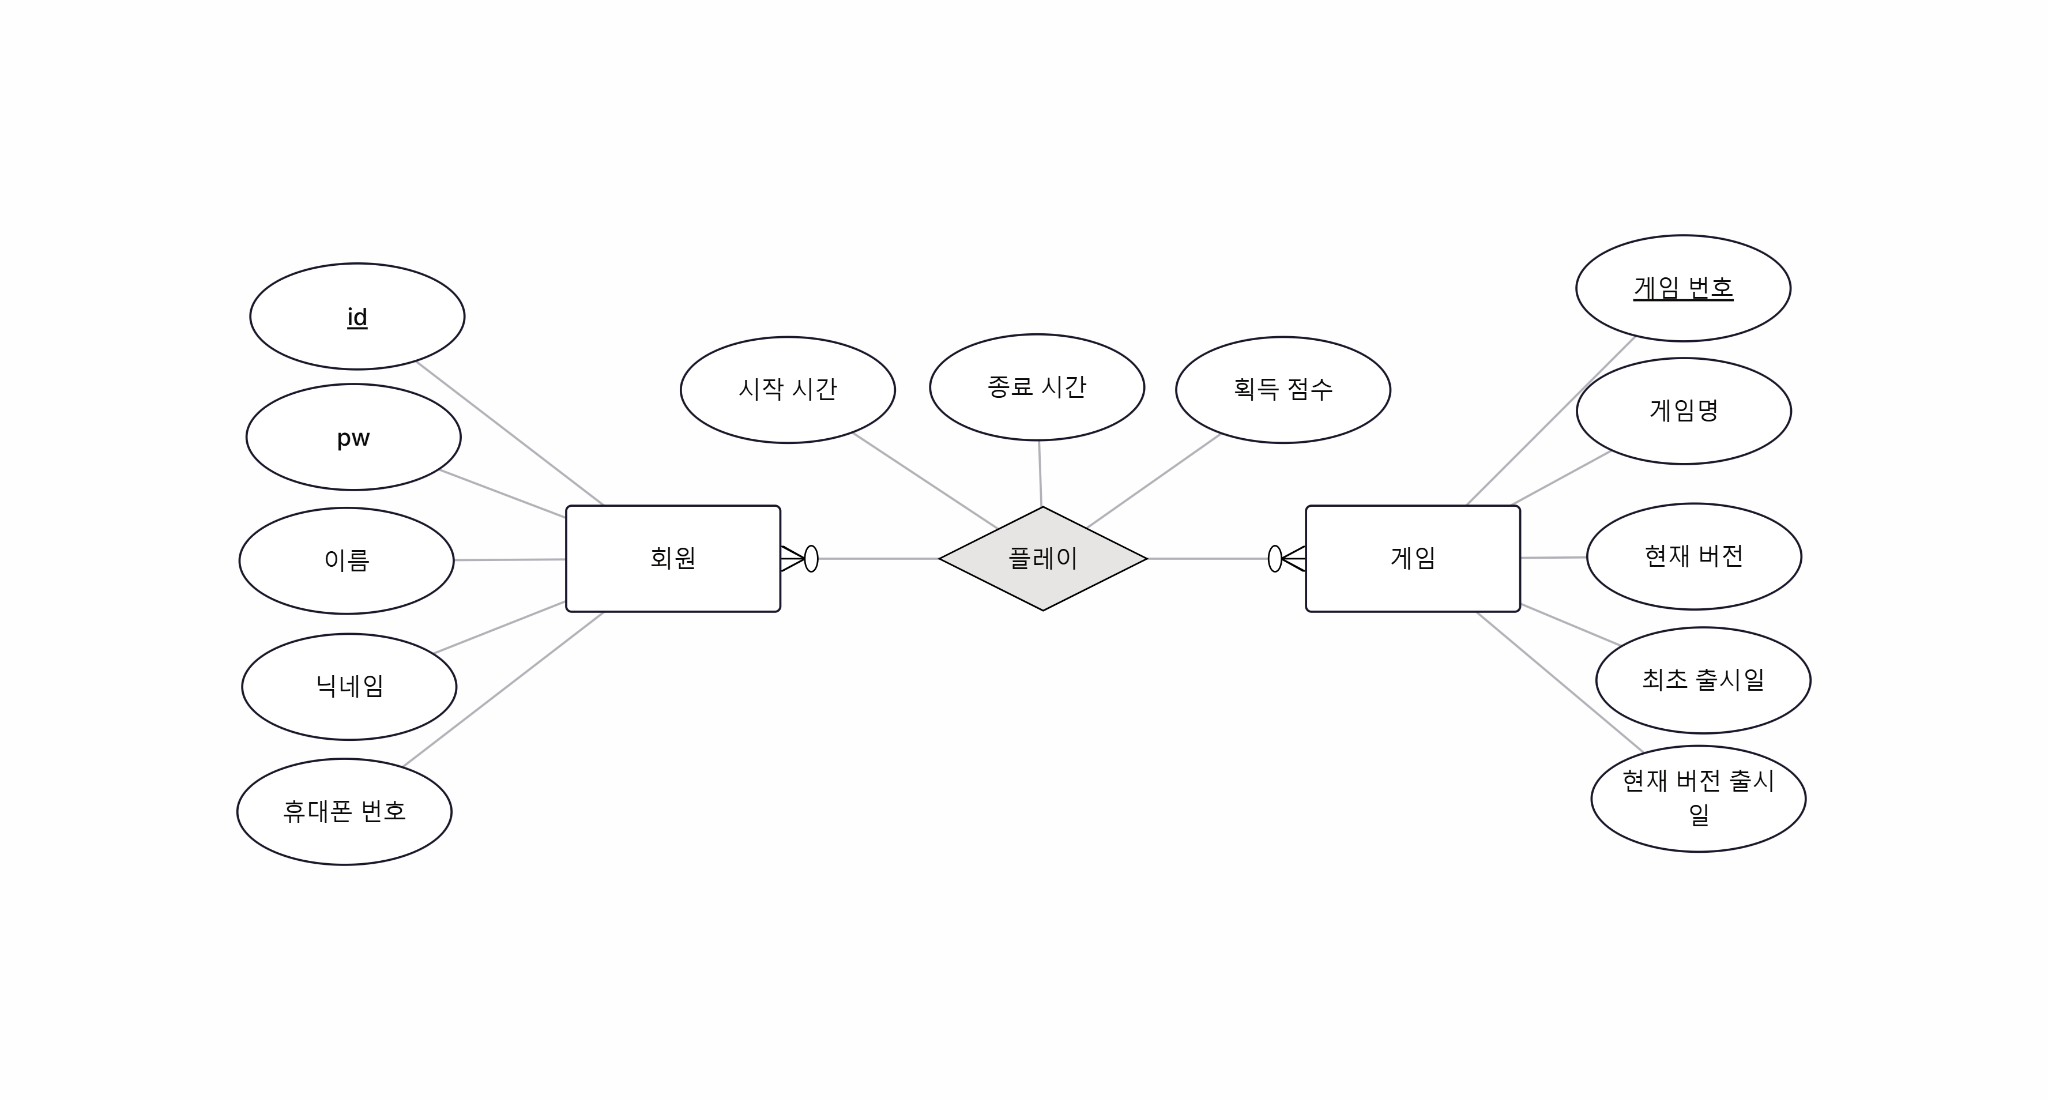 id
pw
이름
닉네임
휴대폰 번호
회원
시작 시간
종료 시간
획득 점수
플레이
게임
게임 번호
게임명
현재 버전
최초 출시일
현재 버전 출시
일